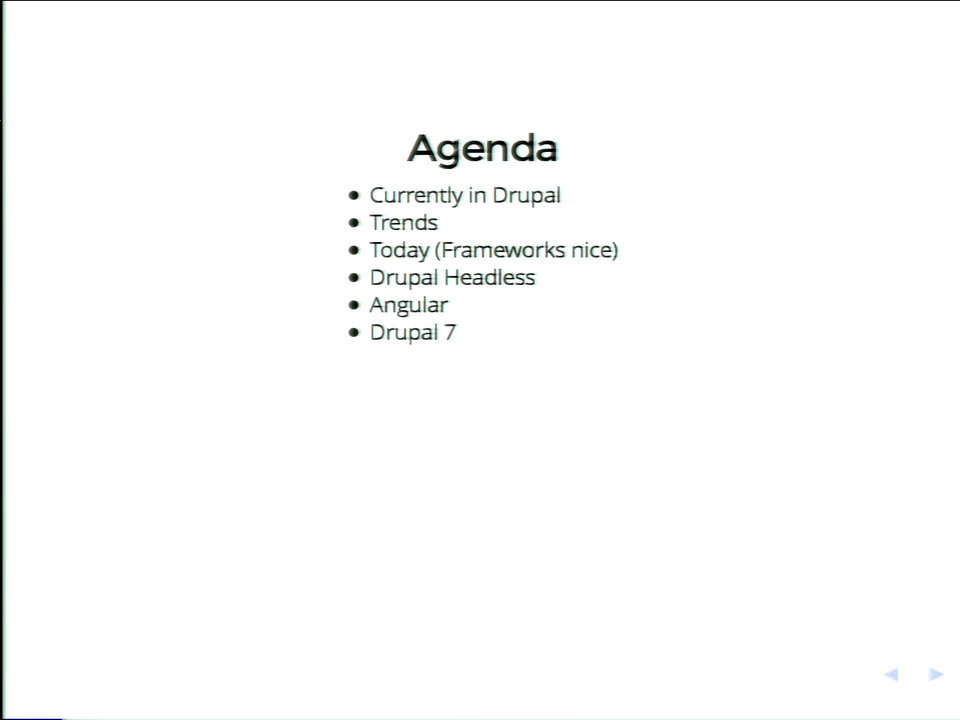 Agenda
Currently in Drupal
Trends
Today (Frameworks nice)
Drupal Headless
Angular
Drupal 7